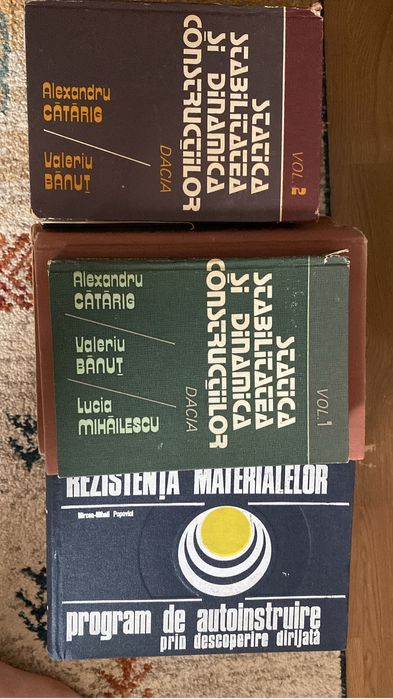 Alexandru
CĂTĂRIG
Valeriu
BĂNUȚ
STATICA
STABILITATEA
ȘI DINAMICA
CONSTRUCȚIILOR
DACIA
VOL. 2
Alexandru
CĂTĂRIG
Valeriu
BĂNUȚ
Lucia
MIHĂILESCU
STATICA
STABILITATEA
ȘI DINAMICA
CONSTRUCȚIILOR
DACIA
VOL. 1
REZISTENȚA MATERIALELOR
Mircea-Mihail Popovici
program de autoinstruire
prin descoperire dirijată